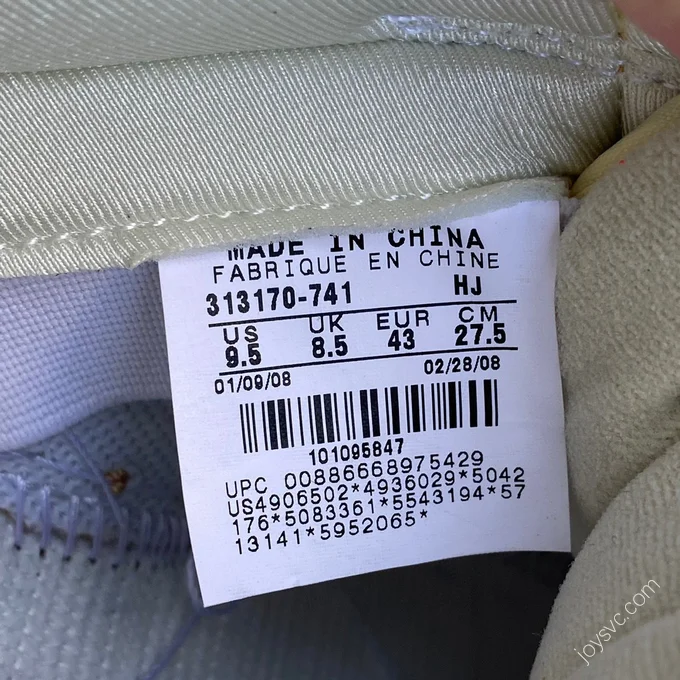 MADE IN CHINA
FABRIQUE EN CHINE
313170-741 HJ
US UK EUR CM
9.5 8.5 43 27.5
01/09/08 02/28/08
101095847
UPC 00886668975429
US4906502*4936029*5042
176*5083361*5543194*57
13141*5952065*
joysvc.com